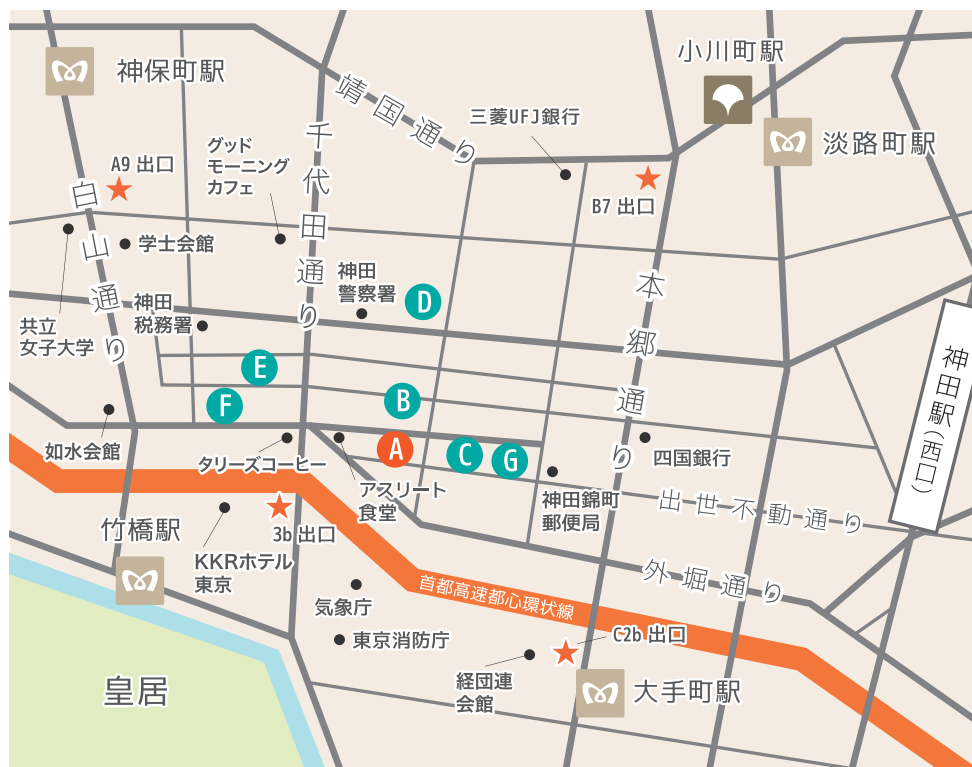 小川町駅
神保町駅
靖国通り
三菱UFJ銀行
千代田通り
淡路町駅
グッド
モーニング
カフェ
A9 出口
白山通り
B7 出口
学士会館
神田
警察署
本郷通り
D
神田
税務署
共立
女子大学
神田駅(西口)
E
B
F
A
C
G
如水会館
タリーズコーヒー
四国銀行
アスリート
食堂
神田錦町
郵便局
出世不動通り
竹橋駅
3b 出口
KKRホテル
東京
外堀通り
首都高速都心環状線
気象庁
東京消防庁
C2b 出口
経団連
会館
皇居
大手町駅